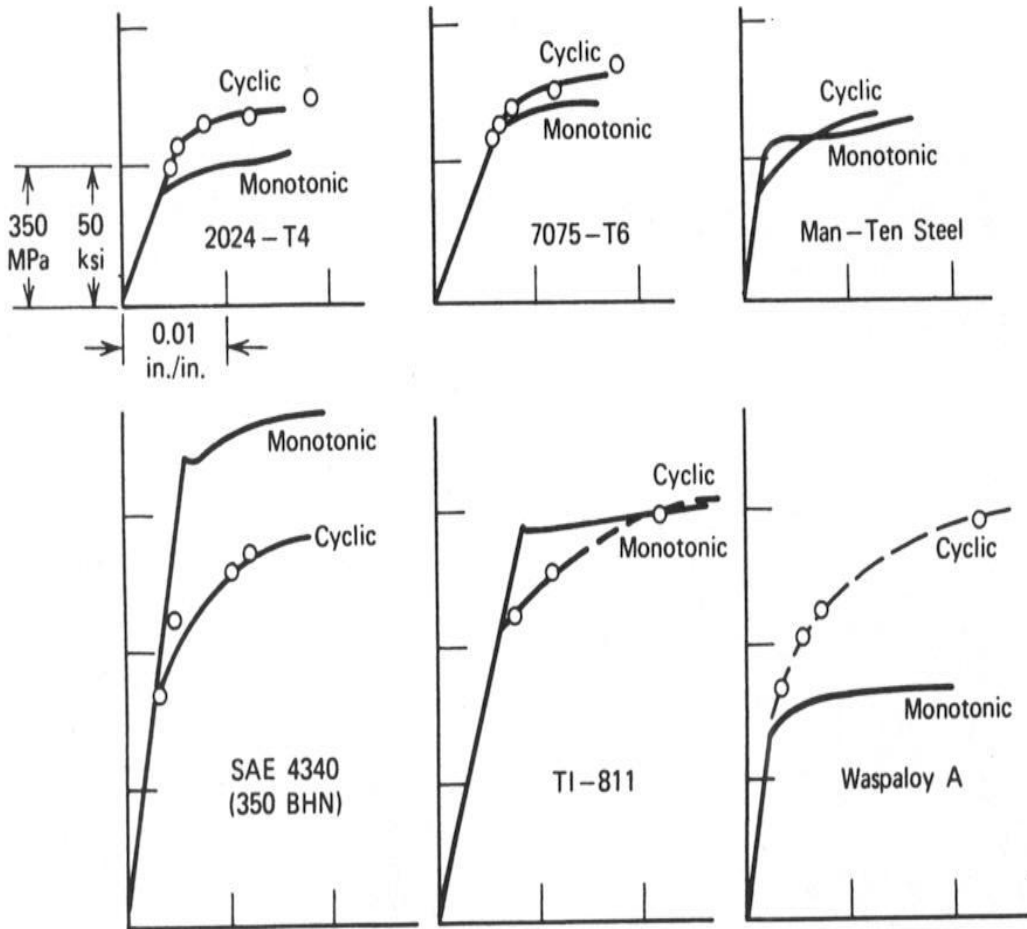 Cyclic
Monotonic
2024-T4
350
MPa
50
ksi
0.01
in./in.
Cyclic
Monotonic
7075-T6
Cyclic
Monotonic
Man-Ten Steel
Monotonic
Cyclic
SAE 4340
(350 BHN)
Cyclic
Monotonic
TI-811
Cyclic
Monotonic
Waspaloy A